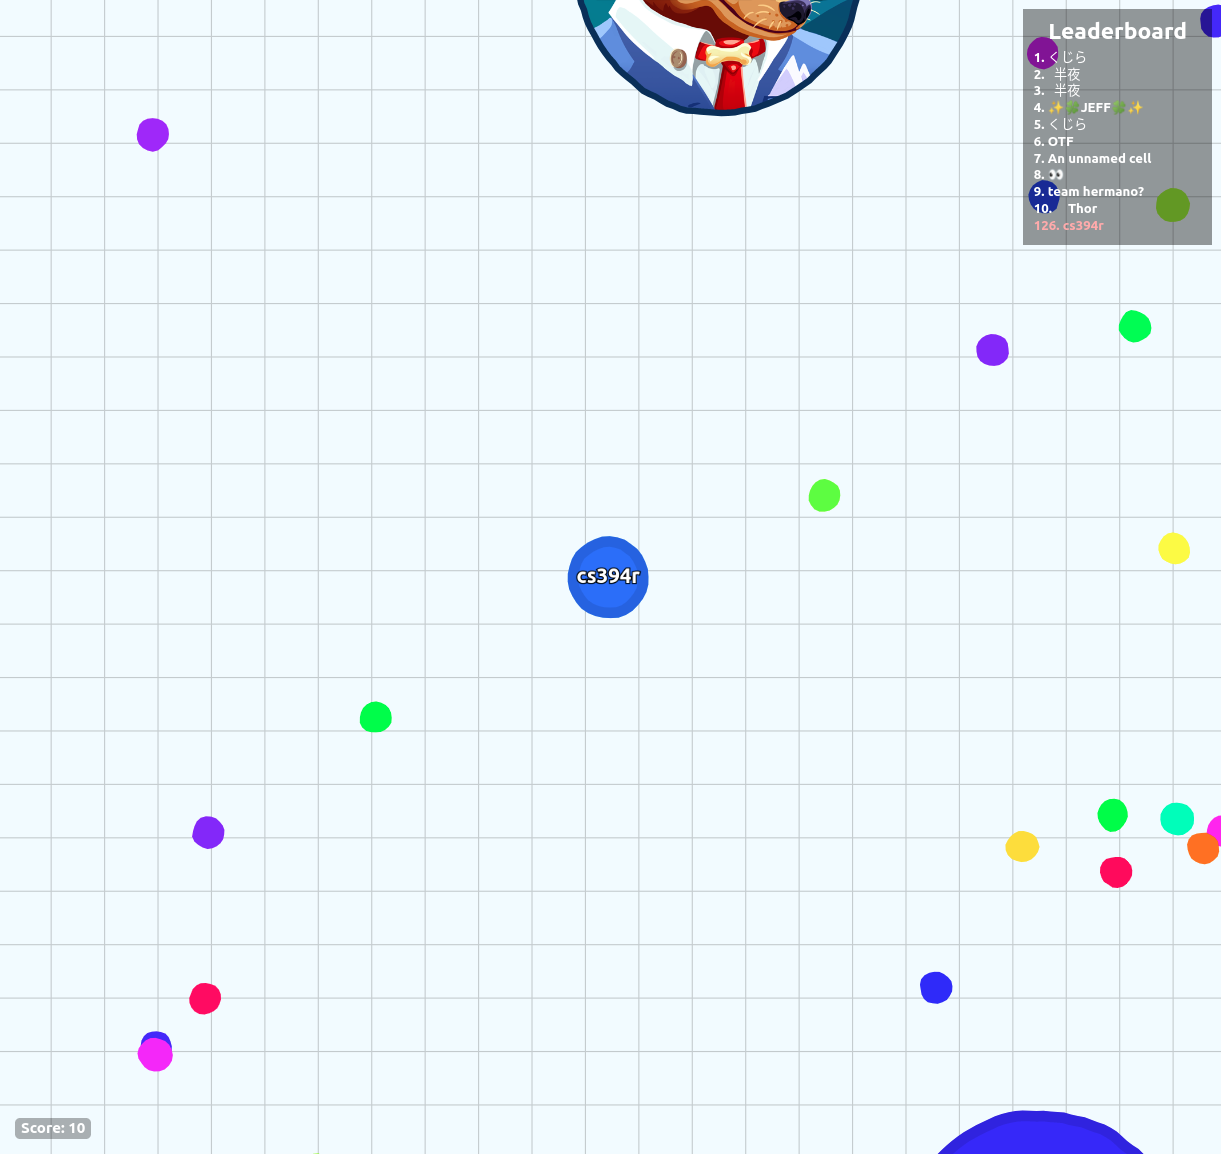 Leaderboard
1. くじら
2. 半夜
3. 半夜
4. ✨🍀JEFF🍀✨
5. くじら
6. OTF
7. An unnamed cell
8. 👀
9. team hermano?
10. Thor
126. cs394r
cs394r
Score: 10